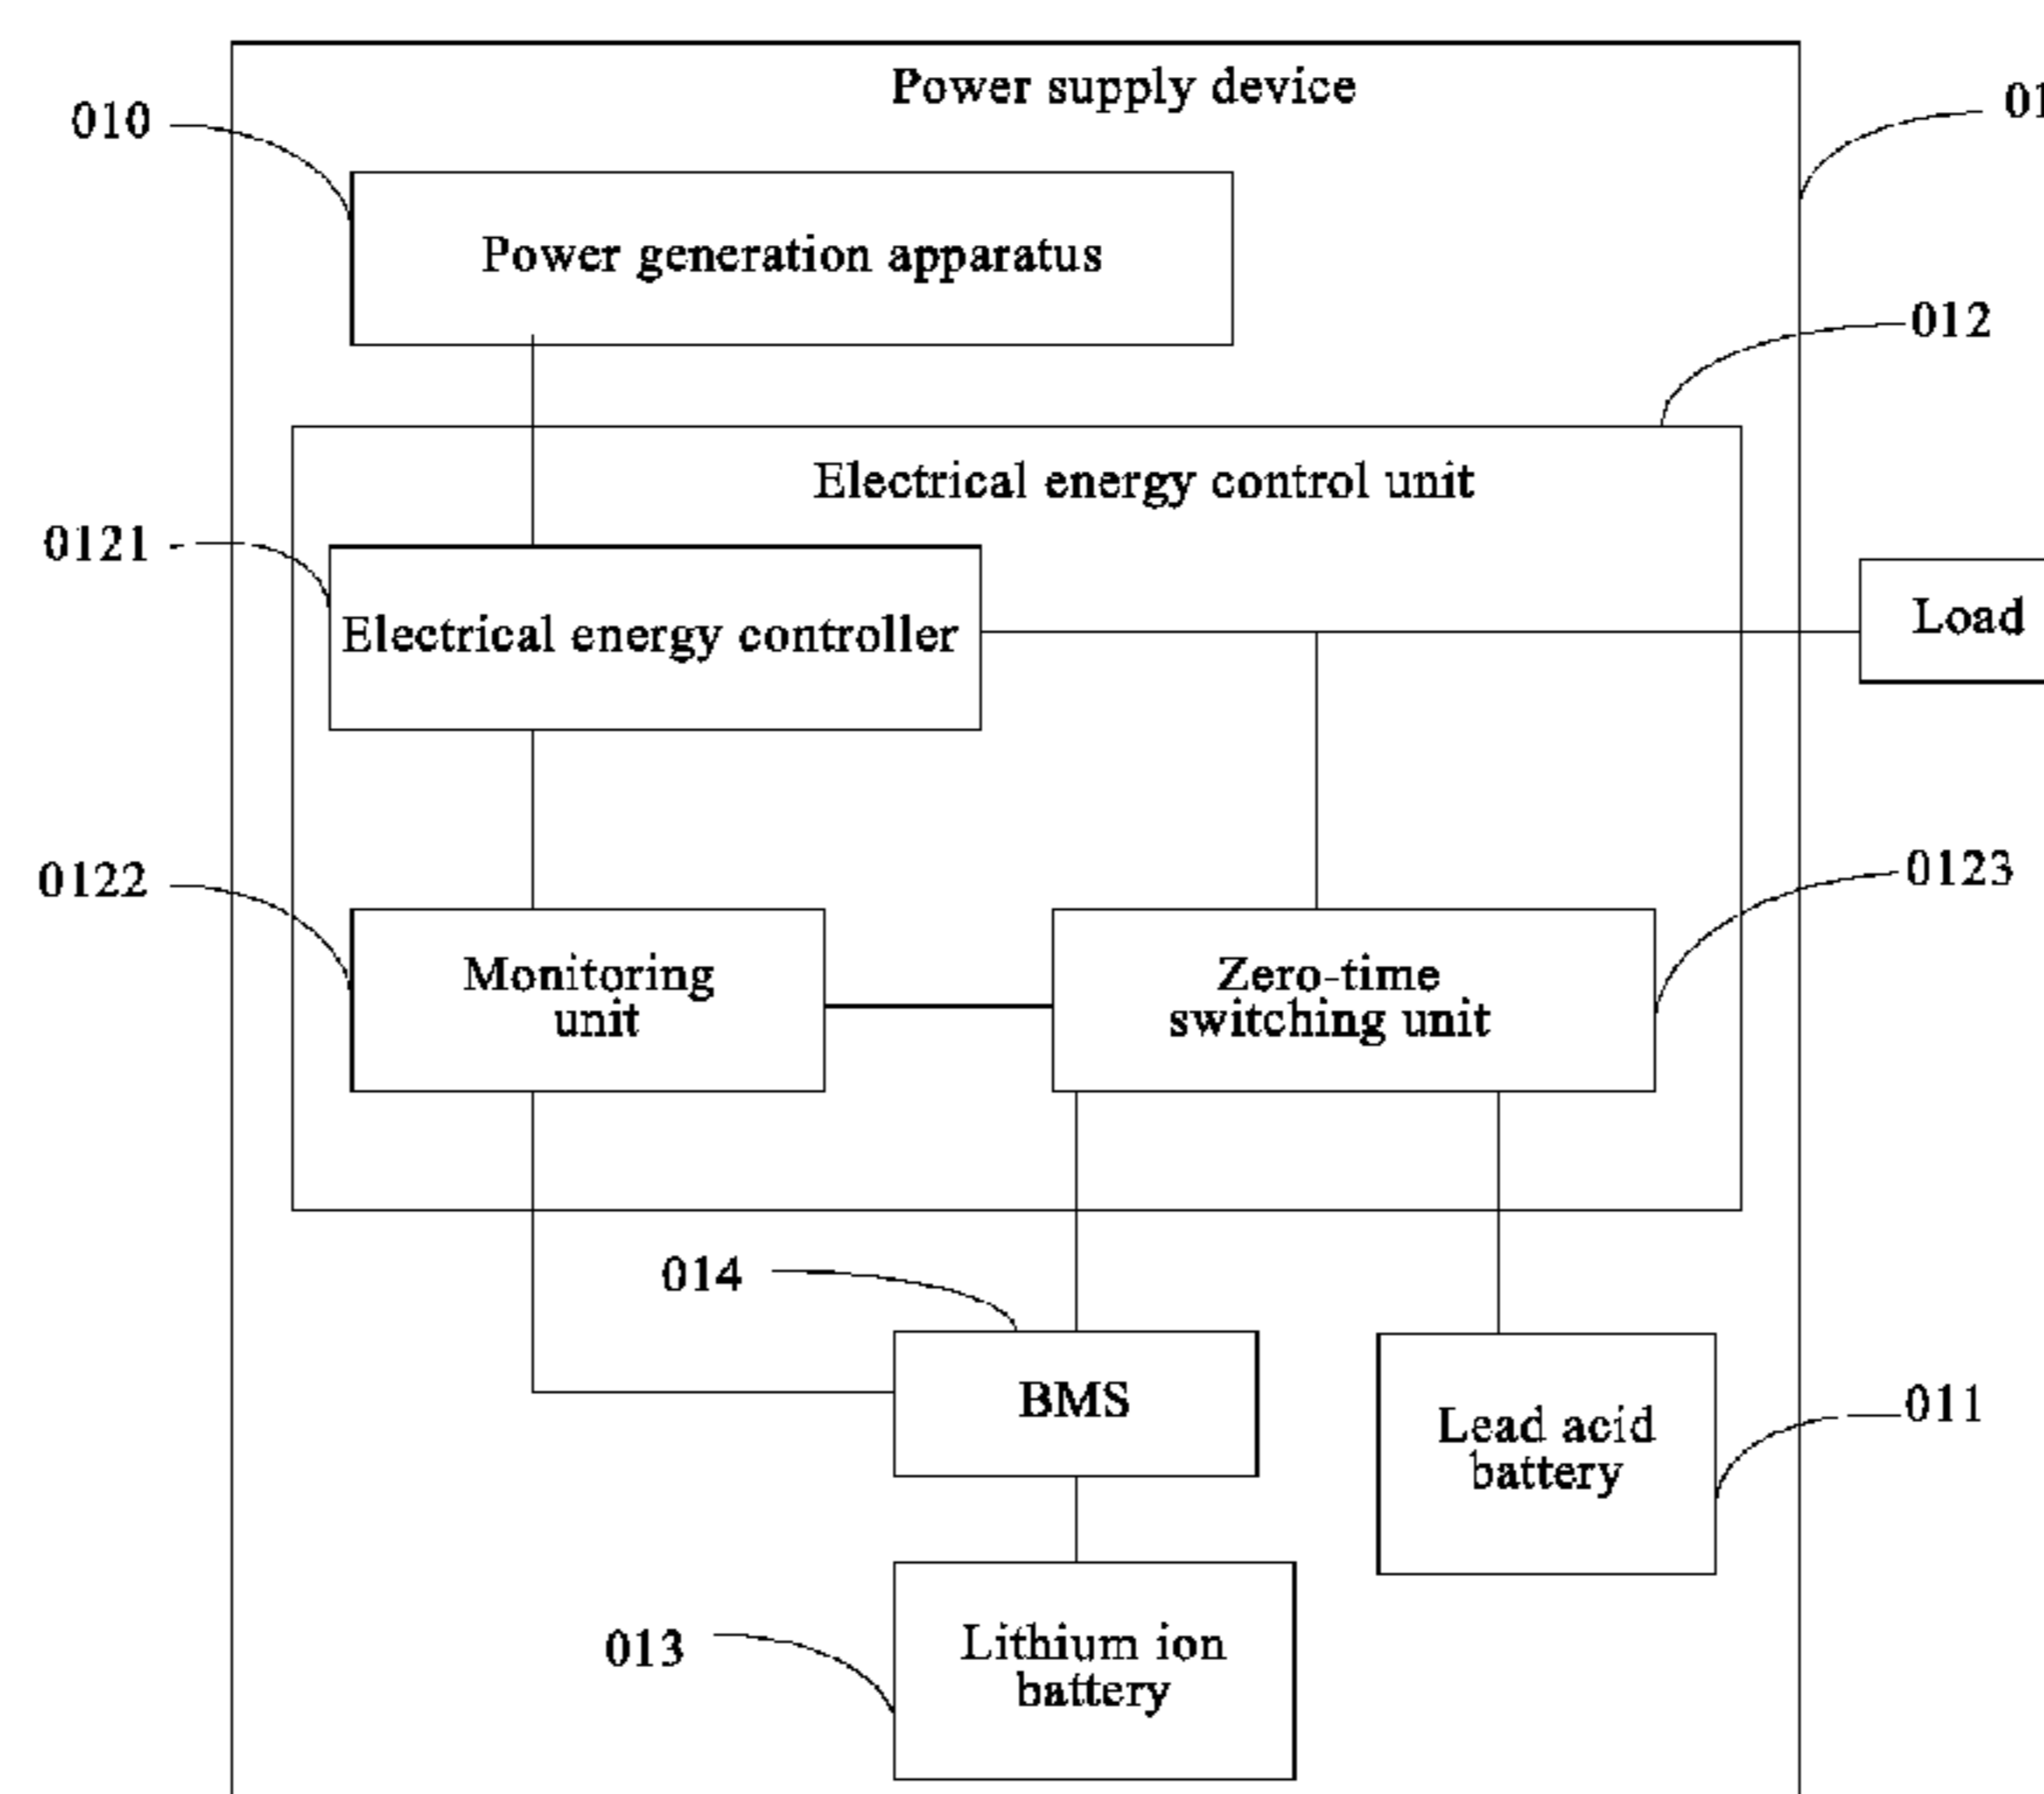 Power supply device
010
01
Power generation apparatus
012
Electrical energy control unit
0121
Electrical energy controller
Load
0122
0123
Monitoring
unit
Zero-time
switching unit
014
BMS
011
Lead acid
battery
013
Lithium ion
battery